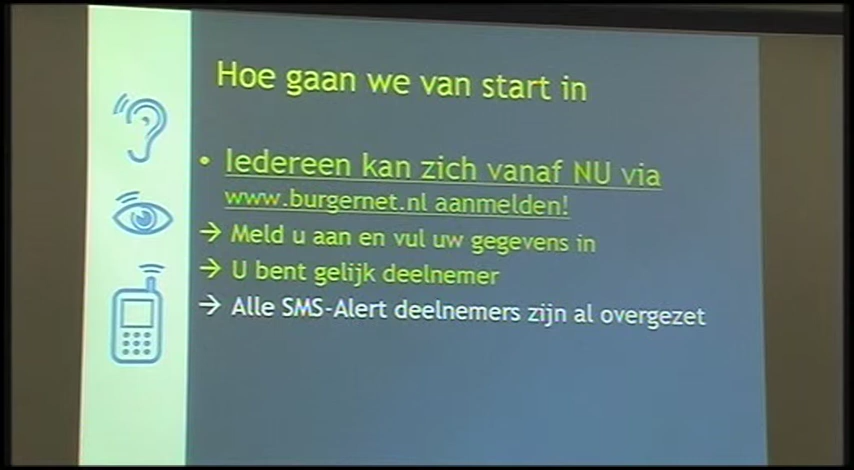 Hoe gaan we van start in
• Iedereen kan zich vanaf NU via
www.burgernet.nl aanmelden!
→ Meld u aan en vul uw gegevens in
→ U bent gelijk deelnemer
→ Alle SMS-Alert deelnemers zijn al overgezet